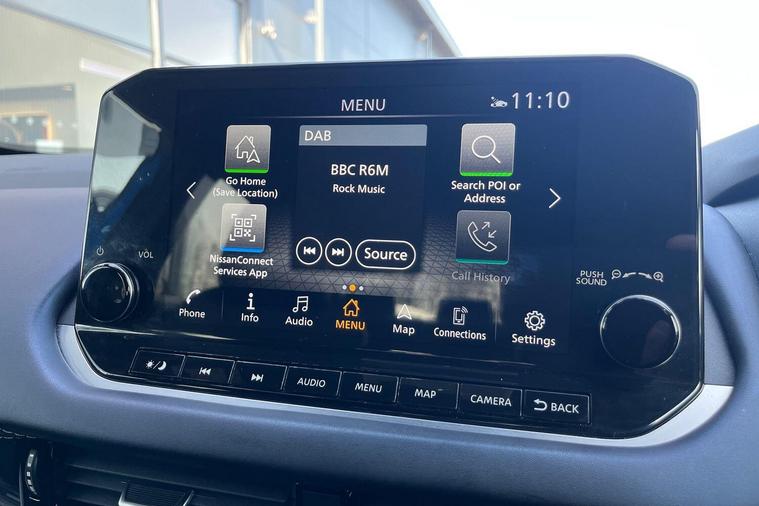 MENU
11:10
DAB
BBC R6M
Rock Music
Go Home
(Save Location)
Search POI or
Address
NissanConnect
Services App
Source
Call History
VOL
PUSH
SOUND
Phone
Info
Audio
MENU
Map
Connections
Settings
AUDIO
MENU
MAP
CAMERA
BACK